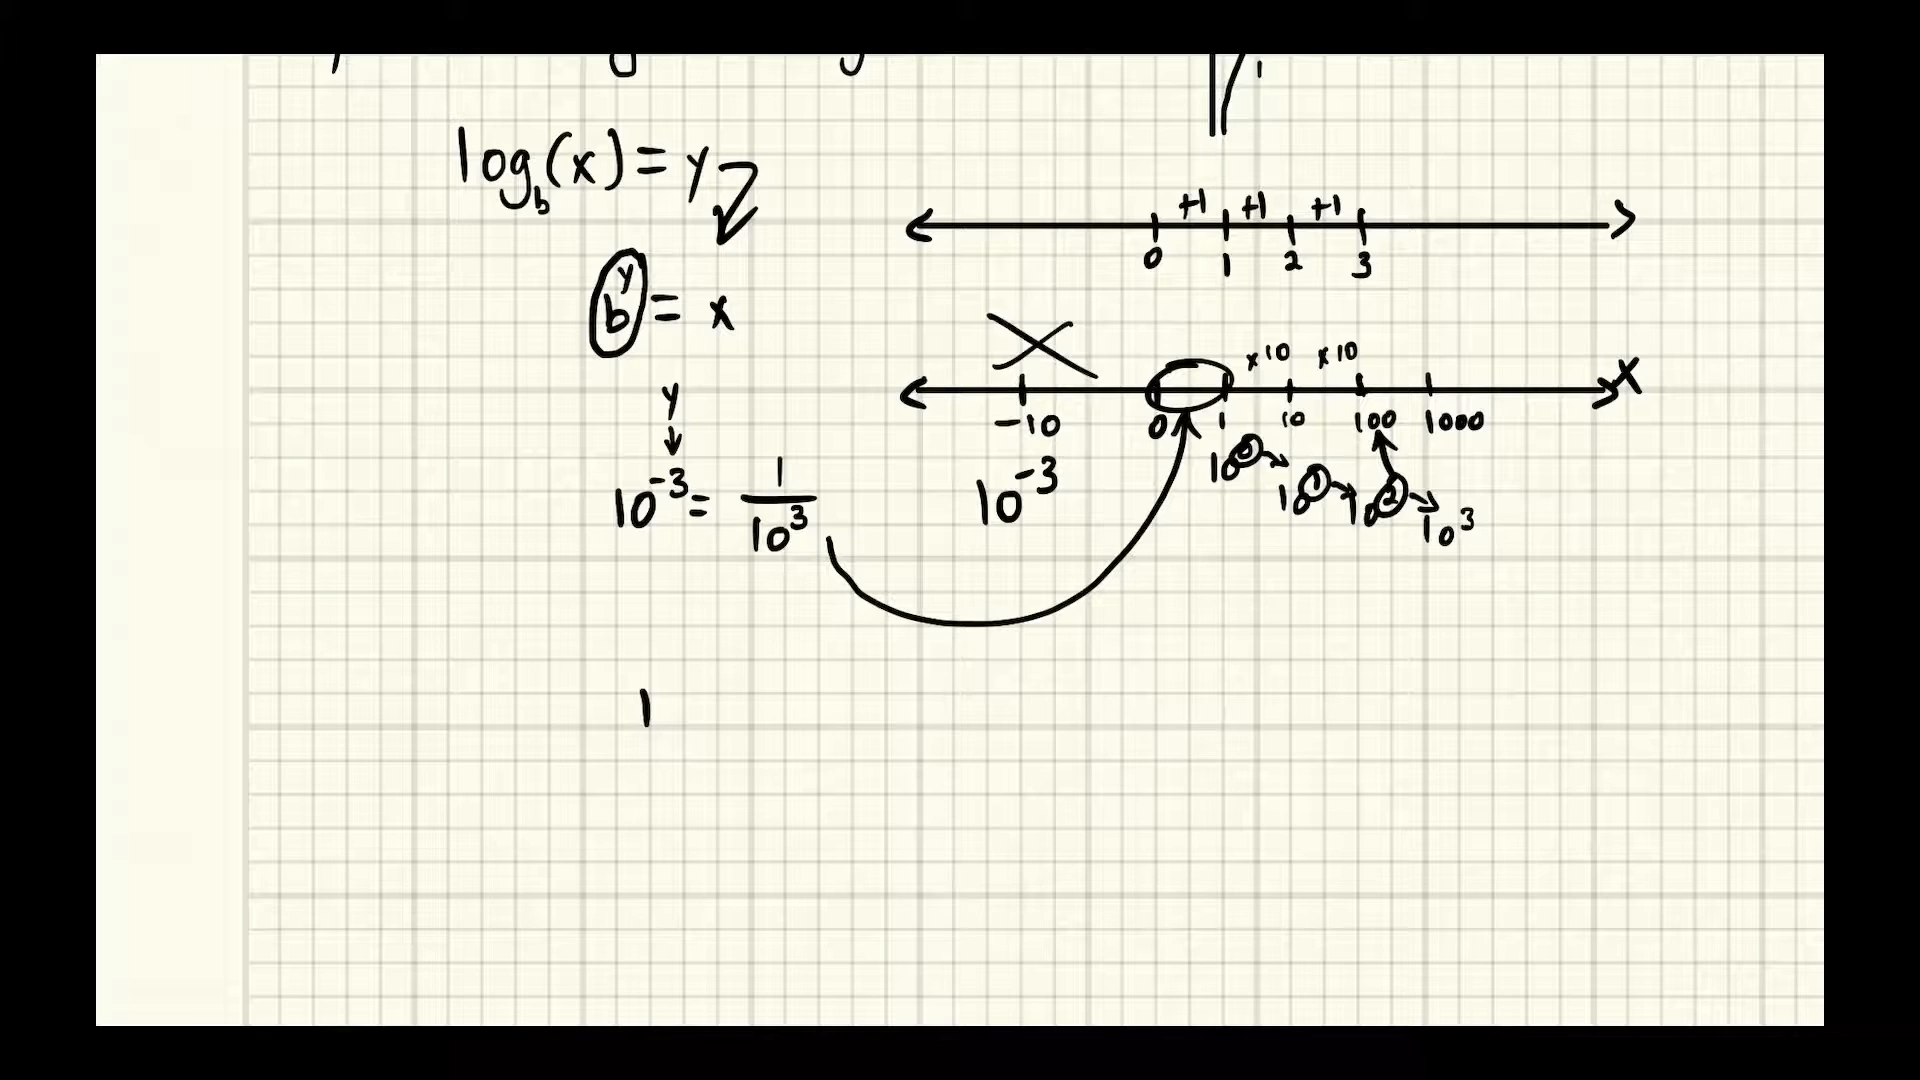 log_b(x) = y
b^y = x
y
10^-3 = 1/10^3
1
+1 +1 +1
0 1 2 3
x10 x10
x
-10 0 1 10 100 1000
10^-3
10^0 10^1 10^2 10^3